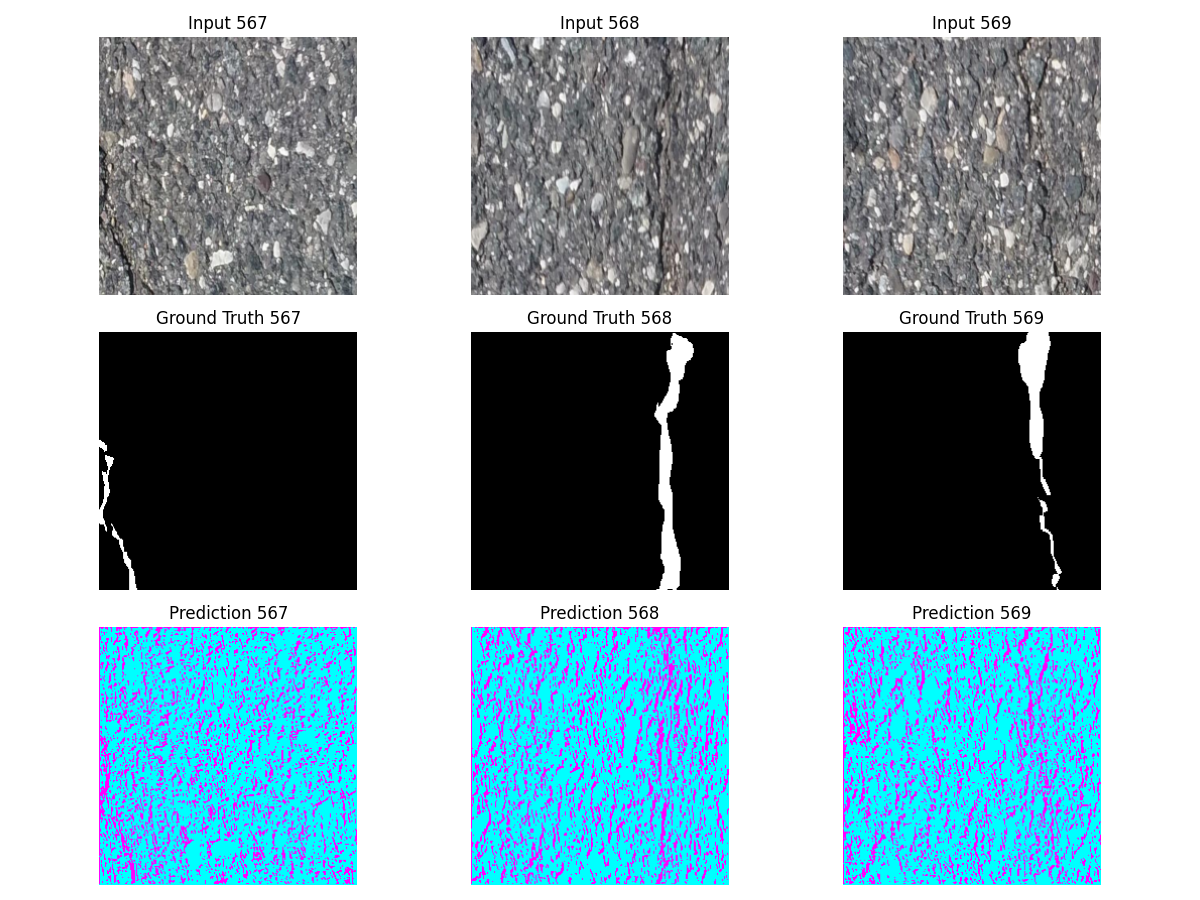 Input 567
Input 568
Input 569
Ground Truth 567
Ground Truth 568
Ground Truth 569
Prediction 567
Prediction 568
Prediction 569